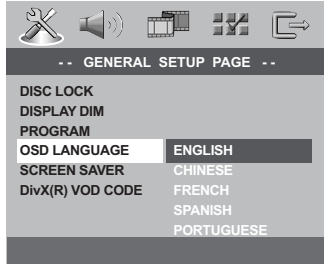 -- GENERAL SETUP PAGE --
DISC LOCK
DISPLAY DIM
PROGRAM
OSD LANGUAGE ENGLISH
SCREEN SAVER CHINESE
DivX(R) VOD CODE FRENCH
SPANISH
PORTUGUESE